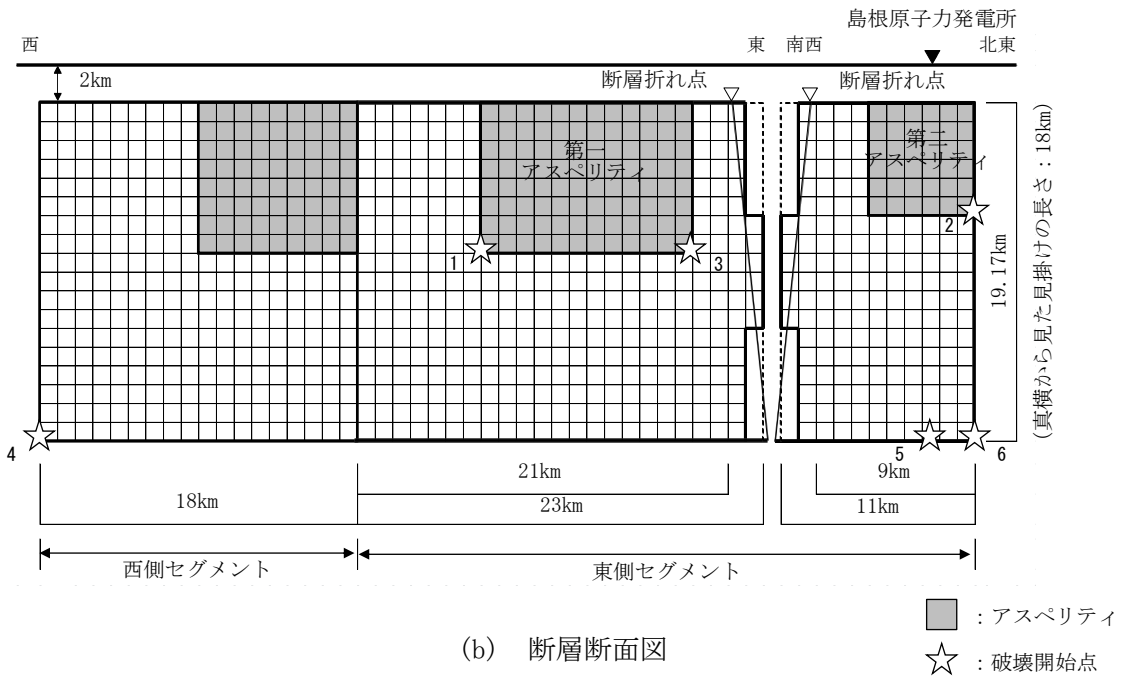 島根原子力発電所
西
東
南西
北東
2km
断層折れ点
断層折れ点
第一
アスペリティ
第二
アスペリティ
1
3
2
4
5
6
19.17km
(真横から見た見掛けの長さ：18km)
21km
9km
18km
23km
11km
西側セグメント
東側セグメント
：アスペリティ
(b) 断層断面図
：破壊開始点